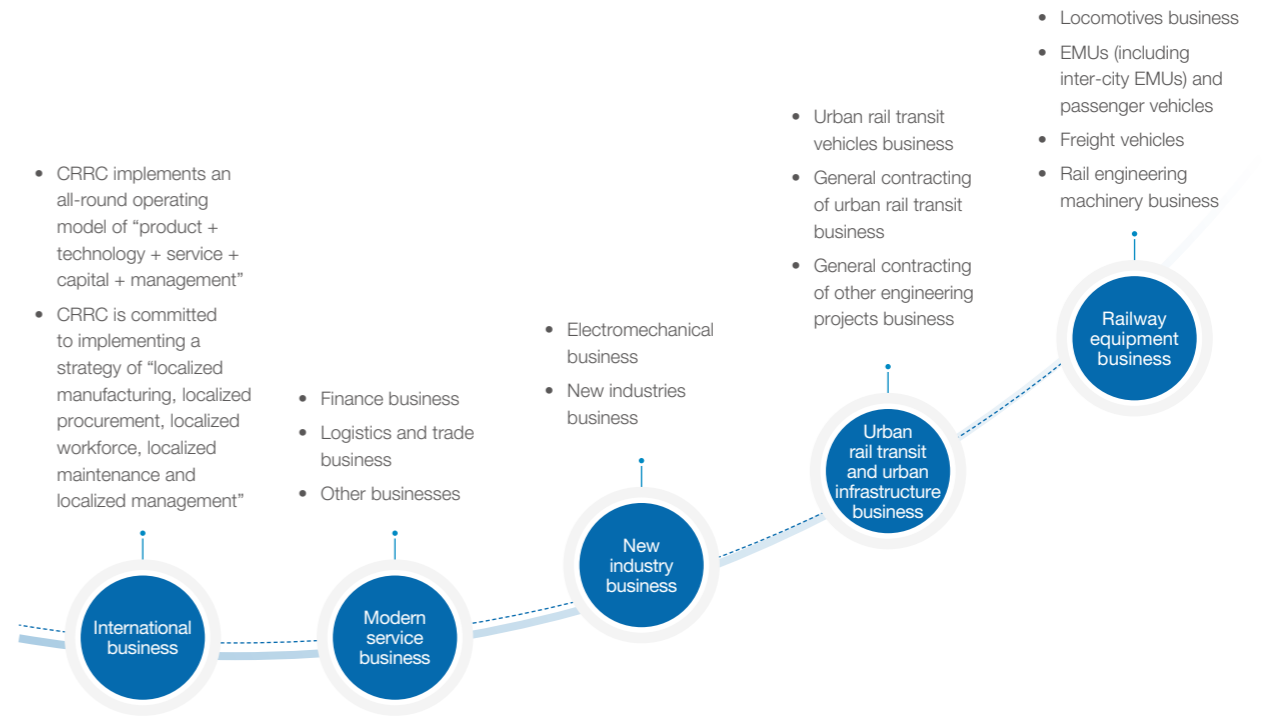 • CRRC implements an
all-round operating
model of “product +
technology + service +
capital + management”
• CRRC is committed
to implementing a
strategy of “localized
manufacturing, localized
procurement, localized
workforce, localized
maintenance and
localized management”
International
business
• Finance business
• Logistics and trade
business
• Other businesses
Modern
service
business
• Electromechanical
business
• New industries
business
New
industry
business
• Urban rail transit
vehicles business
• General contracting
of urban rail transit
business
• General contracting
of other engineering
projects business
Urban
rail transit
and urban
infrastructure
business
• Locomotives business
• EMUs (including
inter-city EMUs) and
passenger vehicles
• Freight vehicles
• Rail engineering
machinery business
Railway
equipment
business